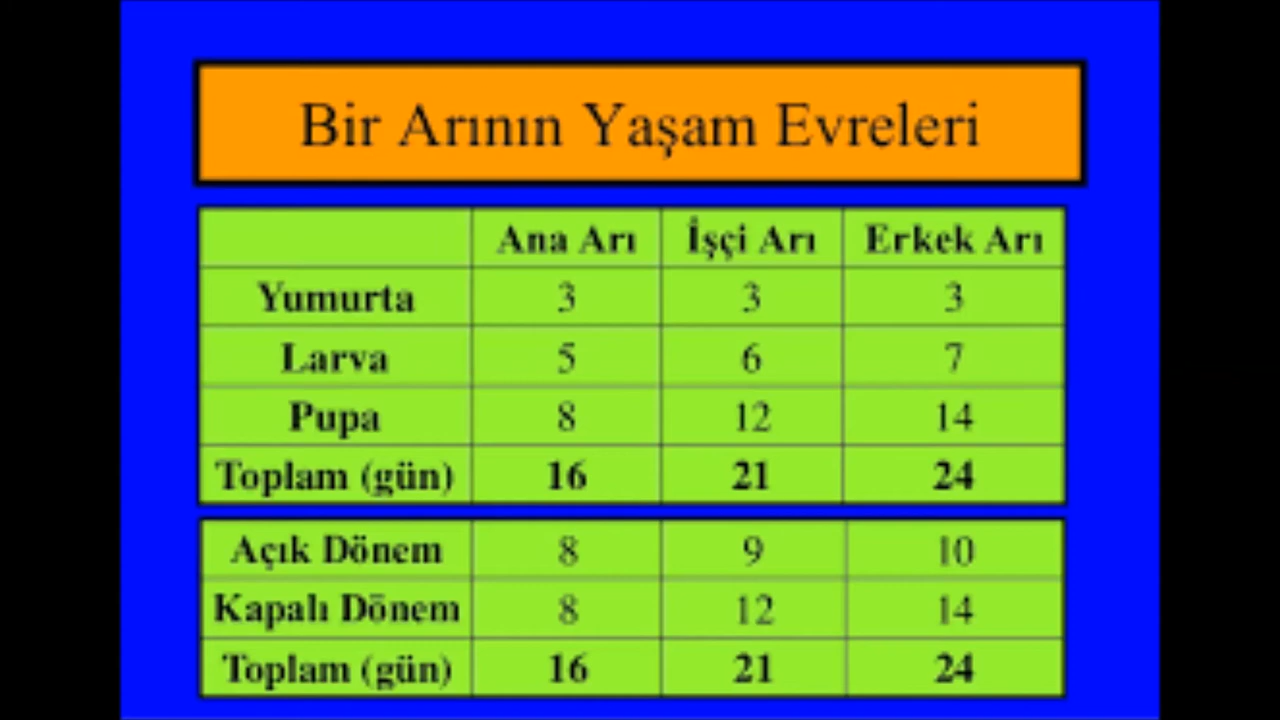 Bir Arının Yaşam Evreleri
Ana Arı İşçi Arı Erkek Arı
Yumurta 3 3 3
Larva 5 6 7
Pupa 8 12 14
Toplam (gün) 16 21 24
Açık Dönem 8 9 10
Kapalı Dönem 8 12 14
Toplam (gün) 16 21 24